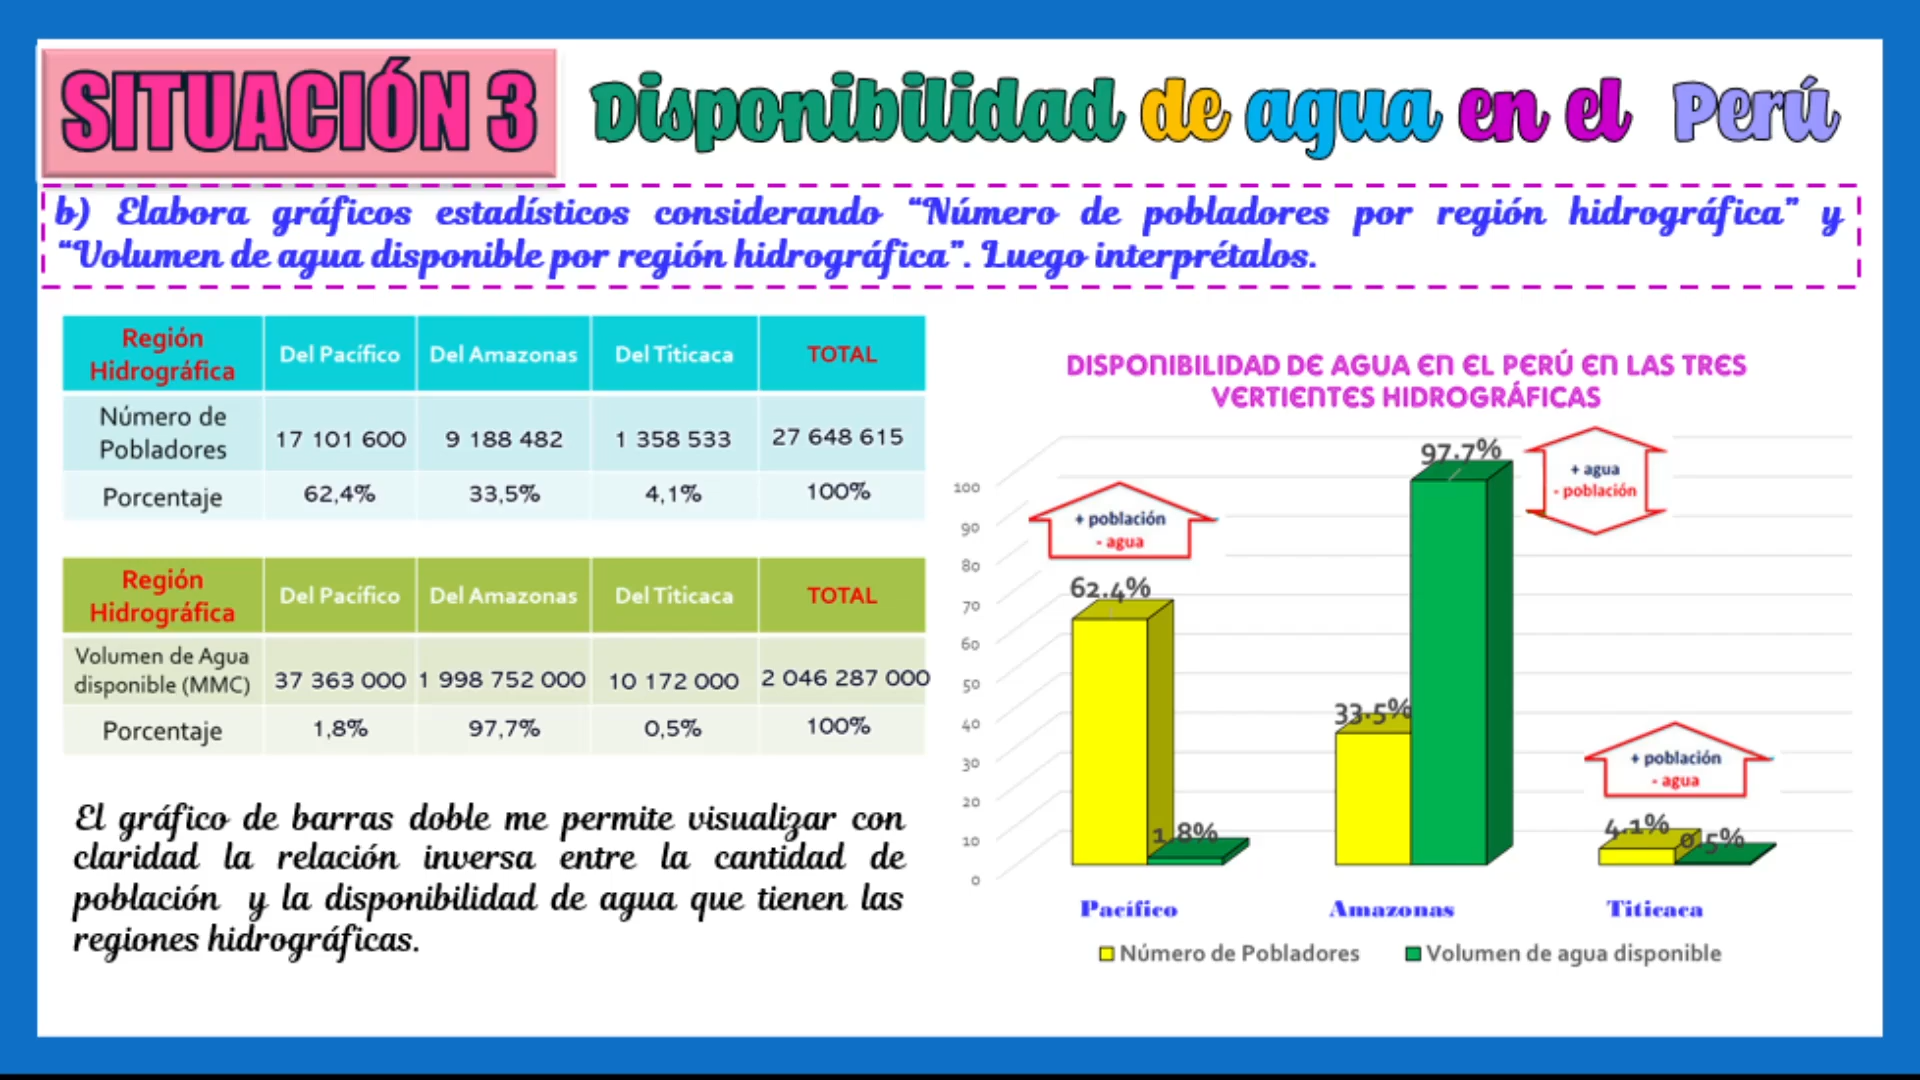 SITUACIÓN 3
Disponibilidad de agua en el Perú
b) Elabora gráficos estadísticos considerando “Número de pobladores por región hidrográfica” y
“Volumen de agua disponible por región hidrográfica”. Luego interprétalos.
Región
Hidrográfica
Del Pacífico
Del Amazonas
Del Titicaca
TOTAL
Número de
Pobladores
17 101 600
9 188 482
1 358 533
27 648 615
Porcentaje
62,4%
33,5%
4,1%
100%
Región
Hidrográfica
Del Pacífico
Del Amazonas
Del Titicaca
TOTAL
Volumen de Agua
disponible (MMC)
37 363 000
1 998 752 000
10 172 000
2 046 287 000
Porcentaje
1,8%
97,7%
0,5%
100%
El gráfico de barras doble me permite visualizar con
claridad la relación inversa entre la cantidad de
población y la disponibilidad de agua que tienen las
regiones hidrográficas.
DISPONIBILIDAD DE AGUA EN EL PERÚ EN LAS TRES
VERTIENTES HIDROGRÁFICAS
100
90
80
70
60
50
40
30
20
10
0
+ población
- agua
62.4%
1.8%
33.5%
97.7%
+ agua
- población
+ población
- agua
4.1%
0.5%
Pacífico
Amazonas
Titicaca
Número de Pobladores
Volumen de agua disponible